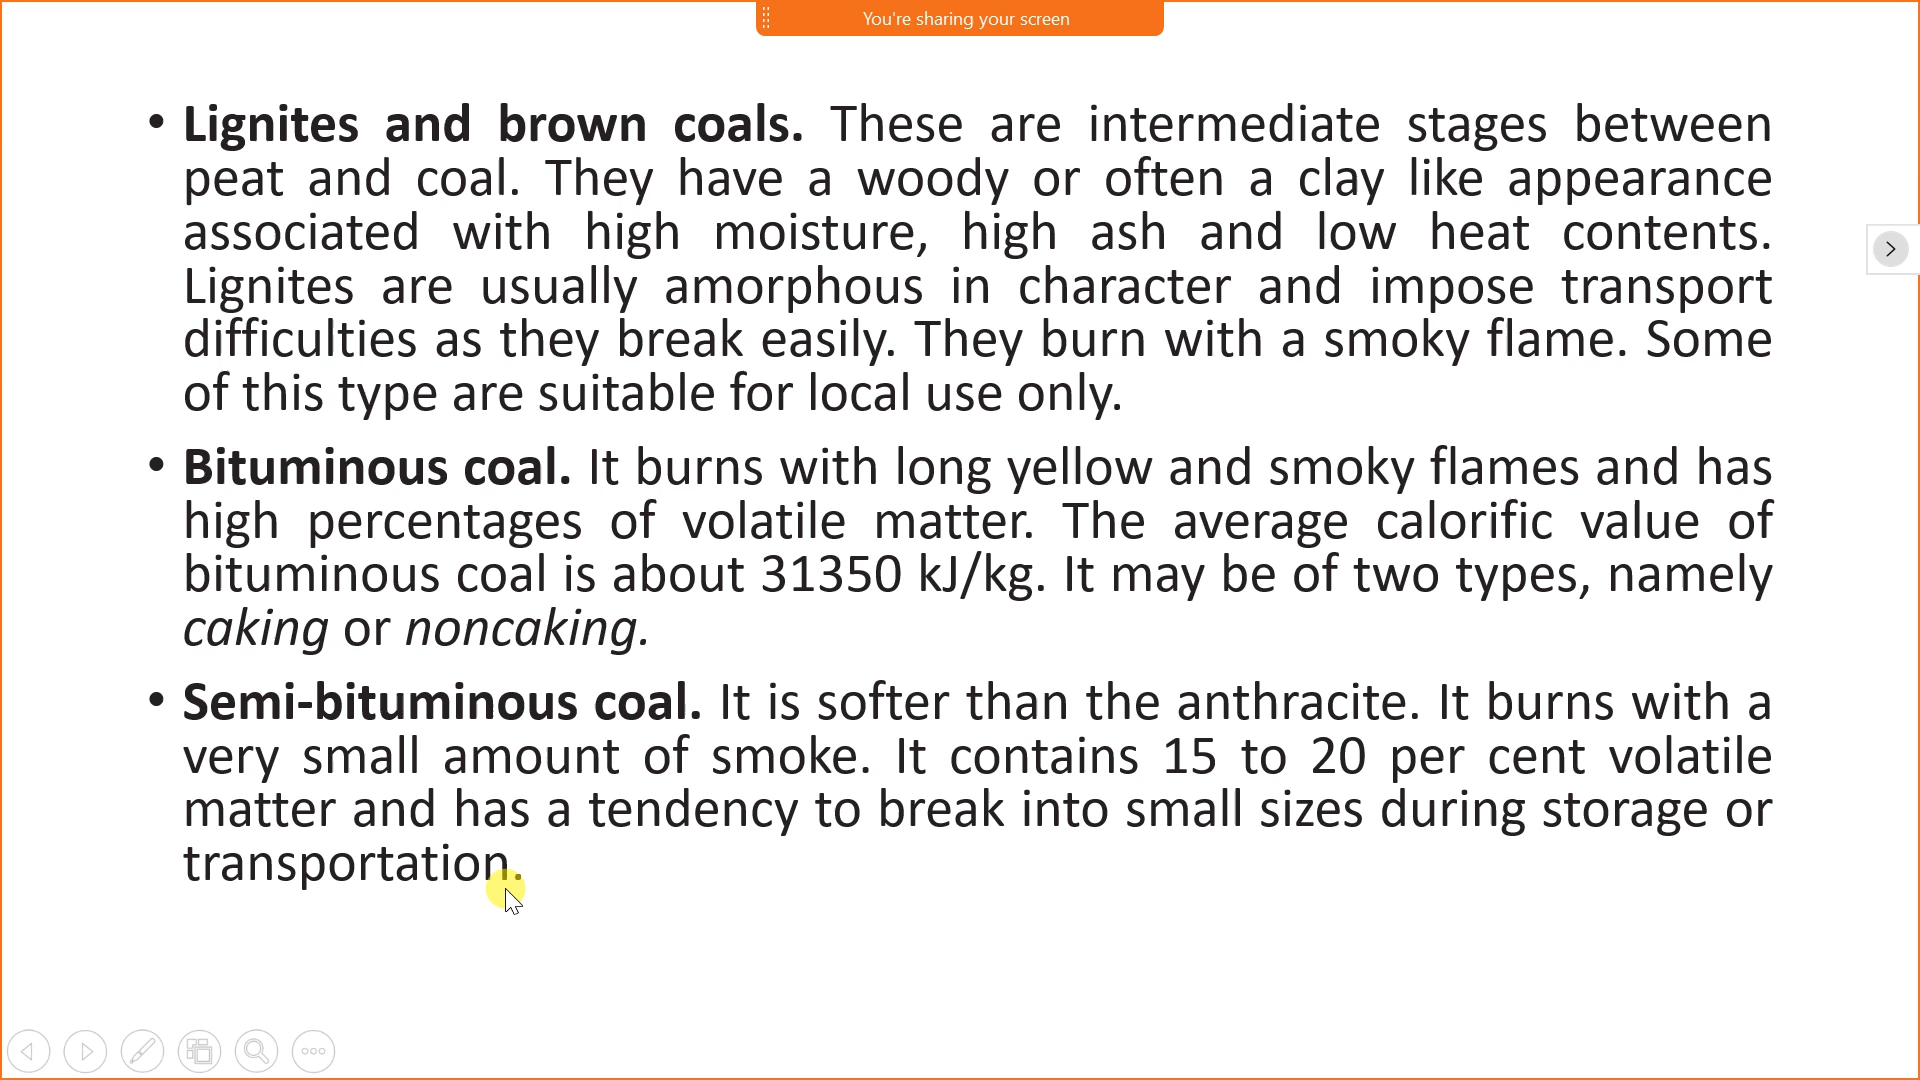 You're sharing your screen
• Lignites and brown coals. These are intermediate stages between
peat and coal. They have a woody or often a clay like appearance
associated with high moisture, high ash and low heat contents.
Lignites are usually amorphous in character and impose transport
difficulties as they break easily. They burn with a smoky flame. Some
of this type are suitable for local use only.
• Bituminous coal. It burns with long yellow and smoky flames and has
high percentages of volatile matter. The average calorific value of
bituminous coal is about 31350 kJ/kg. It may be of two types, namely
caking or noncaking.
• Semi-bituminous coal. It is softer than the anthracite. It burns with a
very small amount of smoke. It contains 15 to 20 per cent volatile
matter and has a tendency to break into small sizes during storage or
transportation.